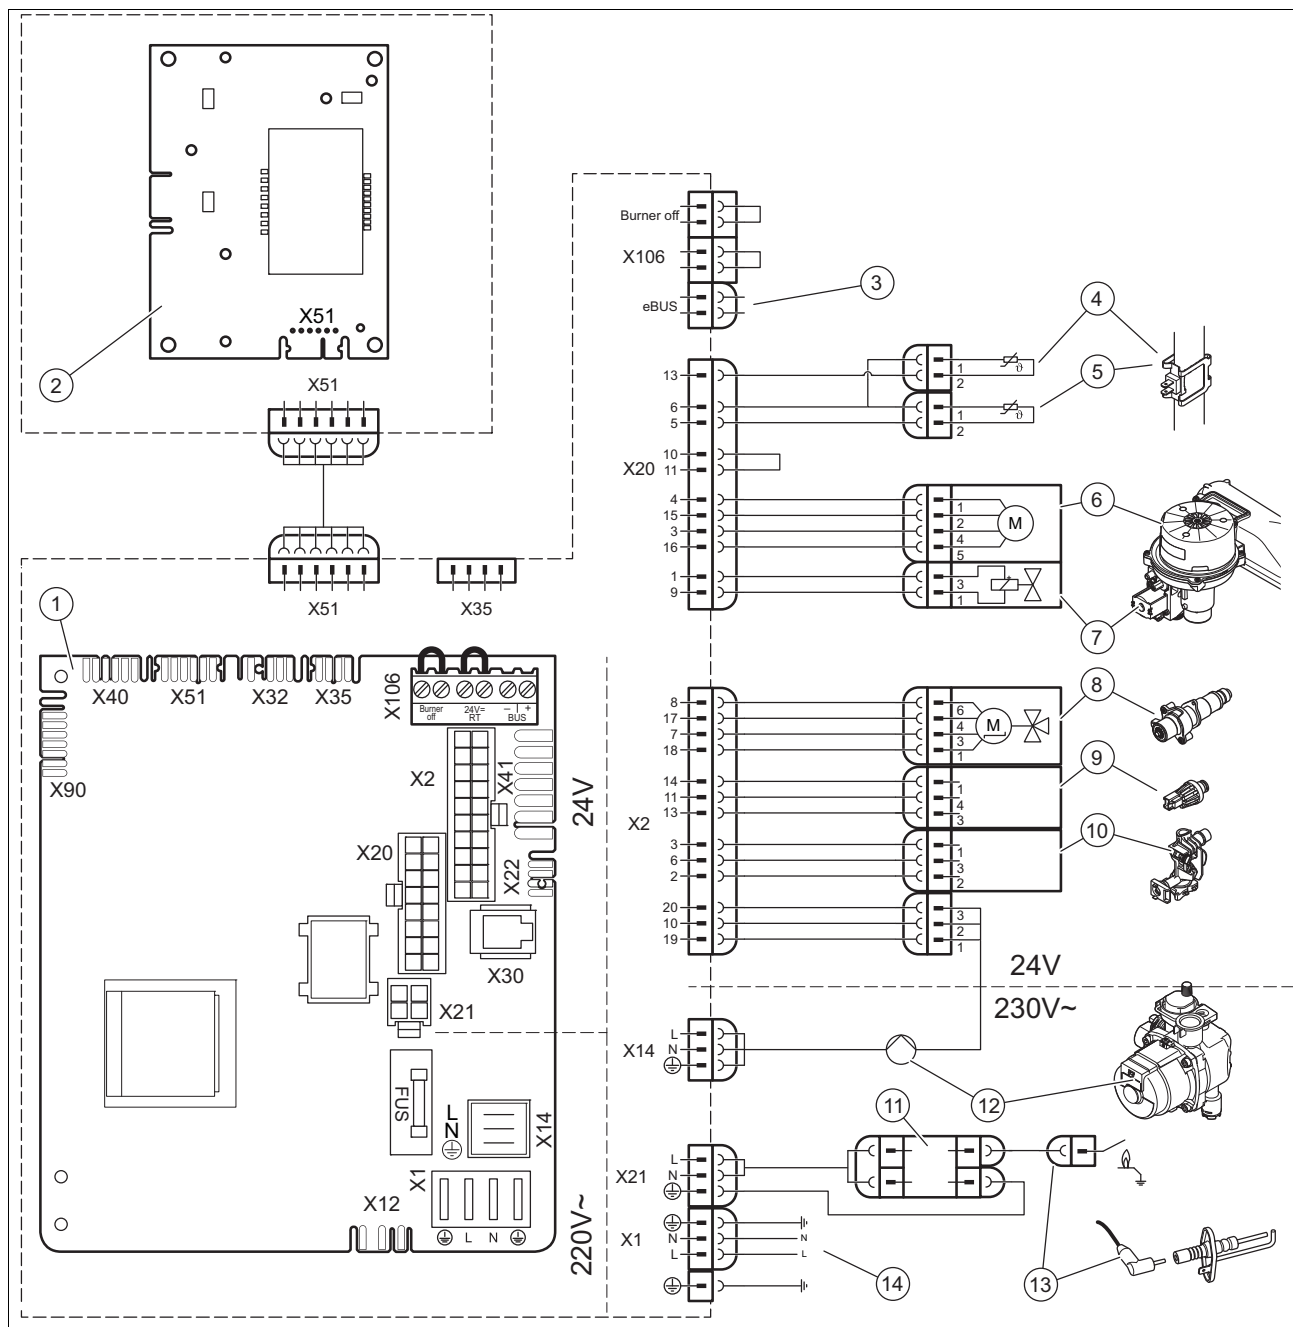 X51
2
X51
X51
X35
1
X40
X51
X32
X35
X90
X106
Burner
off
24V=
RT
– | +
BUS
X2
X41
24V
X20
X22
X30
X21
FUS
L
N
X14
X1
L
N
X12
220V~
Burner off
X106
eBUS
3
13
6
5
10
X20
11
4
15
3
16
1
9
1
2
1
2
4
5
M
1
2
4
5
6
3
1
7
8
17
7
18
14
11
13
X2
3
6
2
20
10
19
6
4
3
1
M
8
1
4
3
9
1
3
2
10
3
2
1
24V
230V~
X14
L
N
12
11
X21
L
N
X1
N
L
N
L
14
13